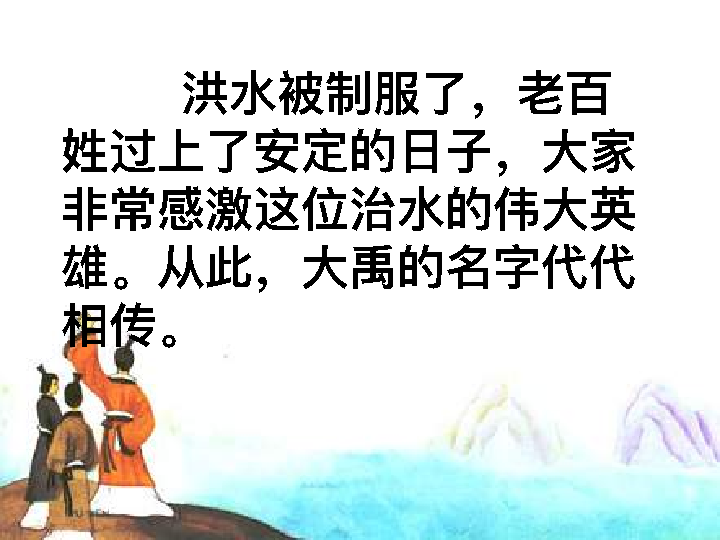 洪水被制服了，老百
姓过上了安定的日子，大家
非常感激这位治水的伟大英
雄。从此，大禹的名字代代
相传。